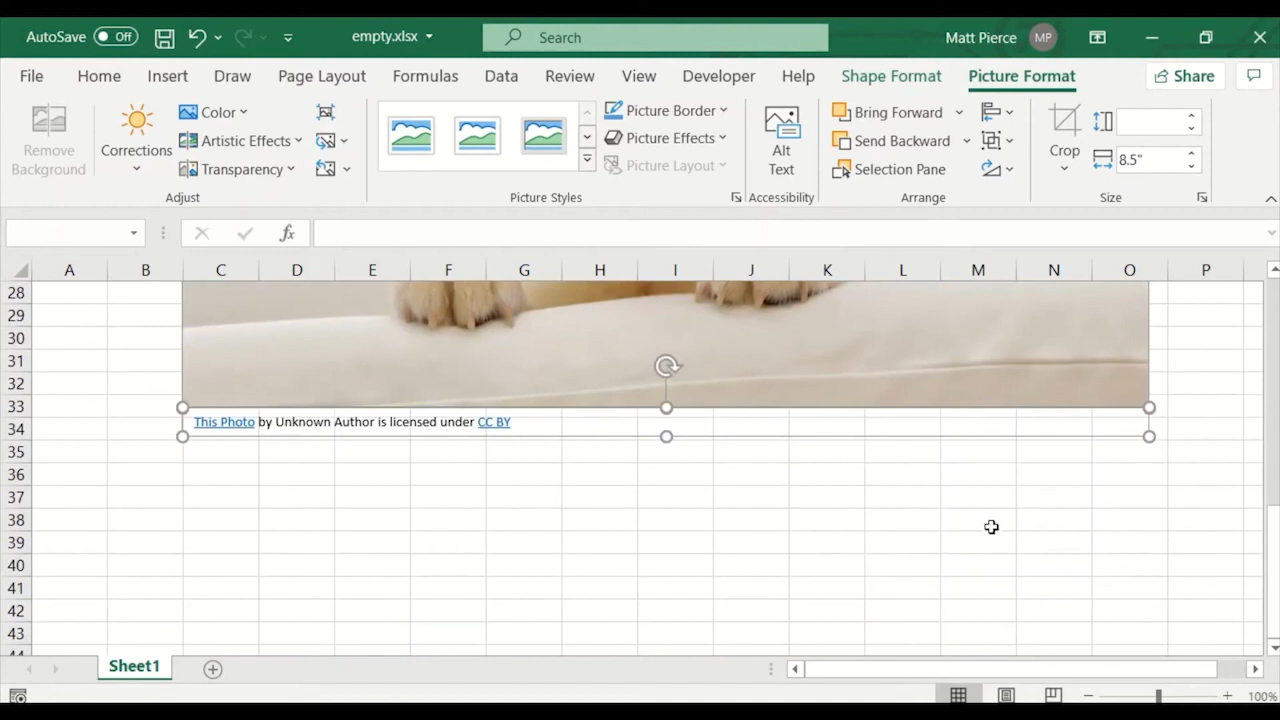 AutoSave Off empty.xlsx Search Matt Pierce MP
File Home Insert Draw Page Layout Formulas Data Review View Developer Help Shape Format Picture Format Share
Remove Background
Corrections
Color
Artistic Effects
Transparency
Adjust
Picture Border
Picture Effects
Picture Layout
Picture Styles
Alt Text
Accessibility
Bring Forward
Send Backward
Selection Pane
Arrange
Crop
8.5"
Size
fx
A B C D E F G H I J K L M N O P
28
29
30
31
32
33
34 This Photo by Unknown Author is licensed under CC BY
35
36
37
38
39
40
41
42
43
44
Sheet1
100%